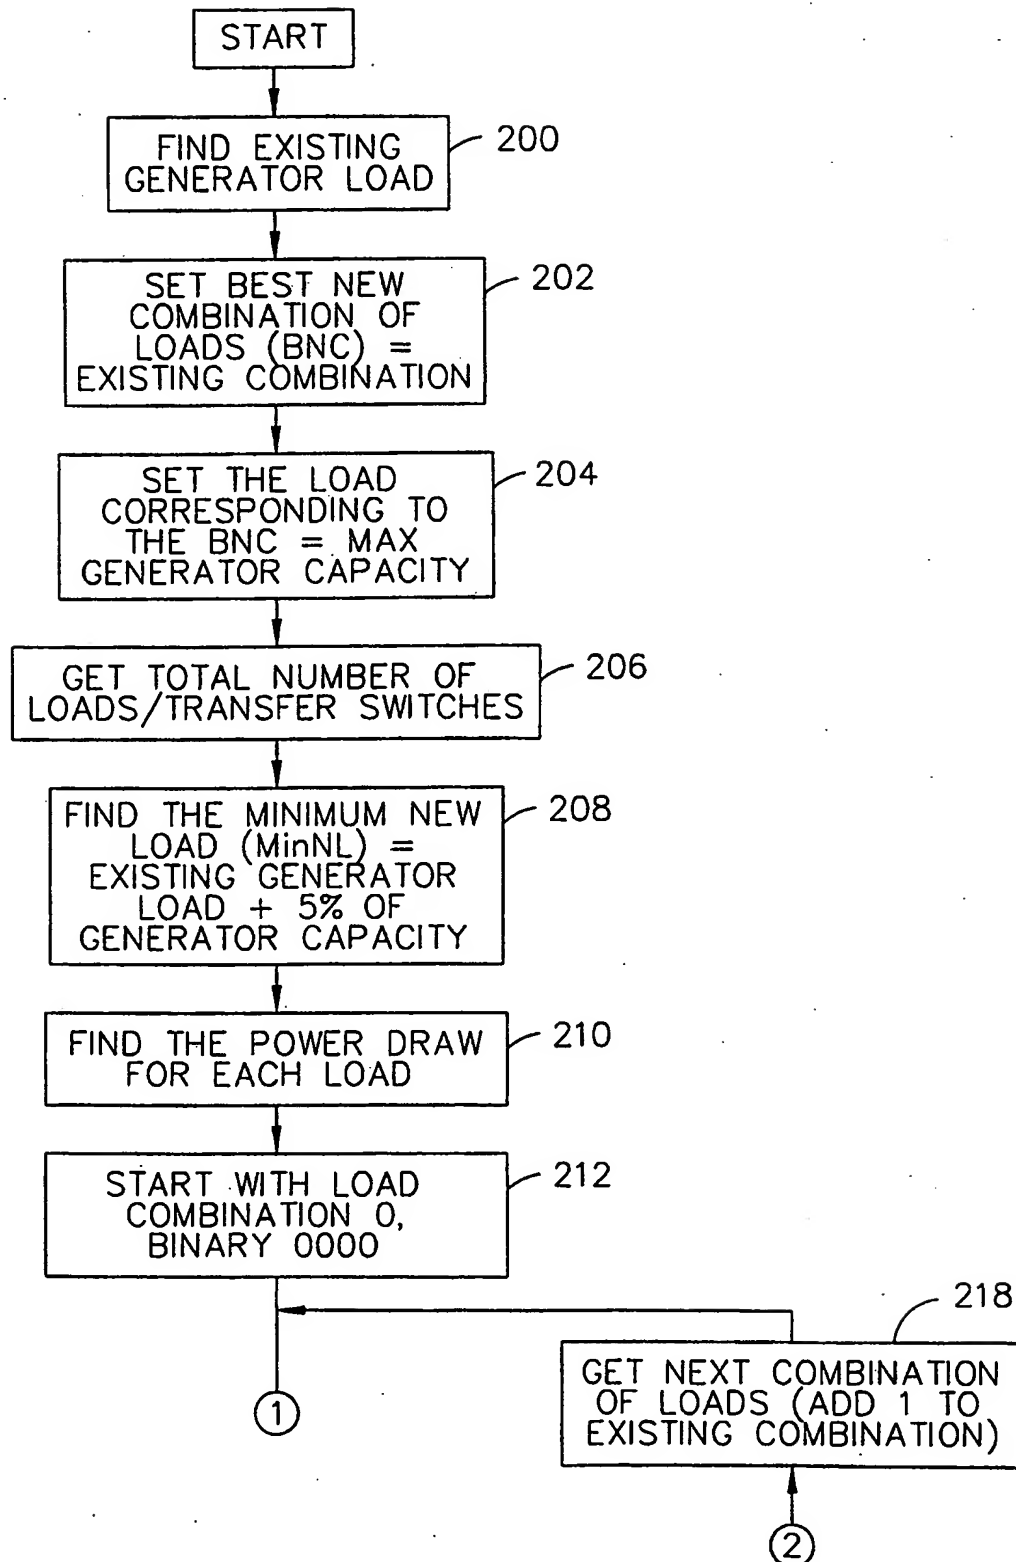 START
FIND EXISTING
GENERATOR LOAD
200
SET BEST NEW
COMBINATION OF
LOADS (BNC) =
EXISTING COMBINATION
202
SET THE LOAD
CORRESPONDING TO
THE BNC = MAX
GENERATOR CAPACITY
204
GET TOTAL NUMBER OF
LOADS/TRANSFER SWITCHES
206
FIND THE MINIMUM NEW
LOAD (MinNL) =
EXISTING GENERATOR
LOAD + 5% OF
GENERATOR CAPACITY
208
FIND THE POWER DRAW
FOR EACH LOAD
210
START WITH LOAD
COMBINATION 0,
BINARY 0000
212
218
GET NEXT COMBINATION
OF LOADS (ADD 1 TO
EXISTING COMBINATION)
1
2